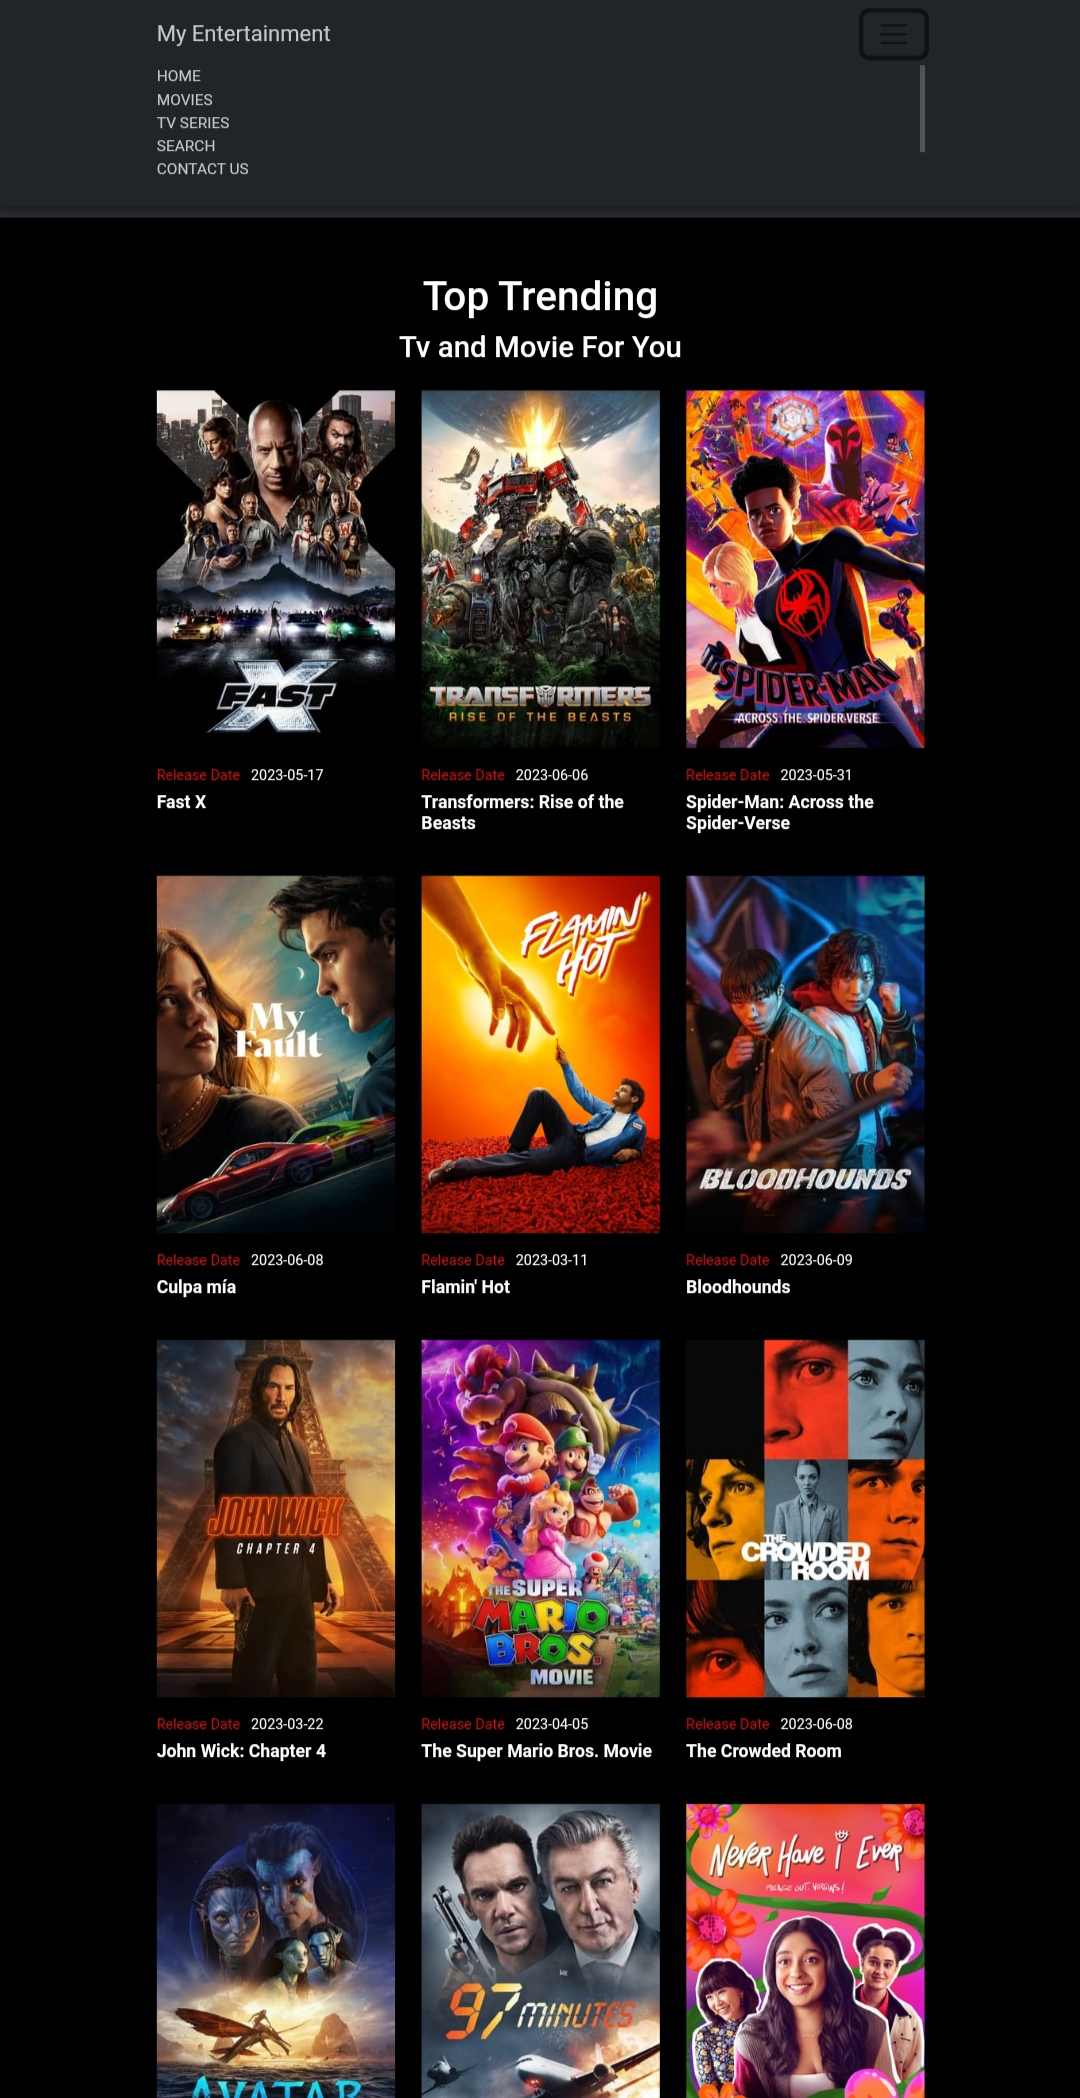 My Entertainment
HOME
MOVIES
TV SERIES
SEARCH
CONTACT US
Top Trending
Tv and Movie For You
FAST X
TRANSFORMERS
RISE OF THE BEASTS
SPIDER-MAN
ACROSS THE SPIDER-VERSE
Release Date 2023-05-17
Fast X
Release Date 2023-06-06
Transformers: Rise of the
Beasts
Release Date 2023-05-31
Spider-Man: Across the
Spider-Verse
My
Fault
FLAMIN'
HOT
BLOODHOUNDS
Release Date 2023-06-08
Culpa mía
Release Date 2023-03-11
Flamin' Hot
Release Date 2023-06-09
Bloodhounds
JOHN WICK
CHAPTER 4
THE SUPER
MARIO
BROS.
MOVIE
THE
CROWDED
ROOM
Release Date 2023-03-22
John Wick: Chapter 4
Release Date 2023-04-05
The Super Mario Bros. Movie
Release Date 2023-06-08
The Crowded Room
AVATAR
97 MINUTES
Never Have i Ever
PEACE OUT, VIRGINS!